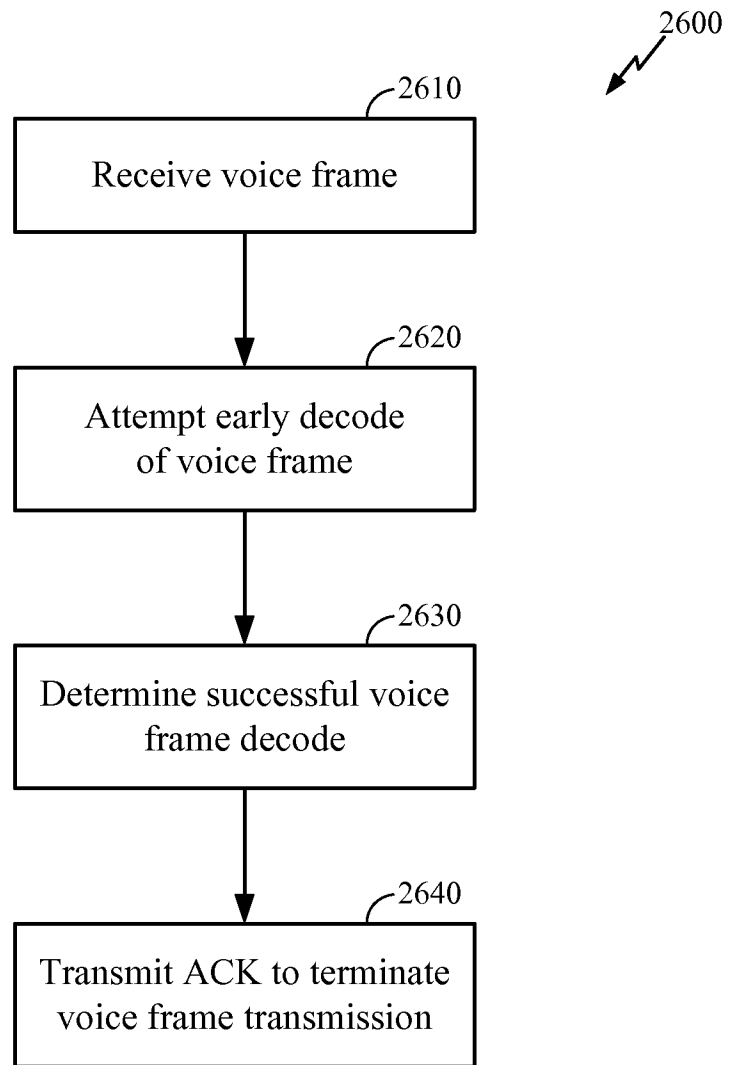 2600
2610
Receive voice frame
2620
Attempt early decode
of voice frame
2630
Determine successful voice
frame decode
2640
Transmit ACK to terminate
voice frame transmission